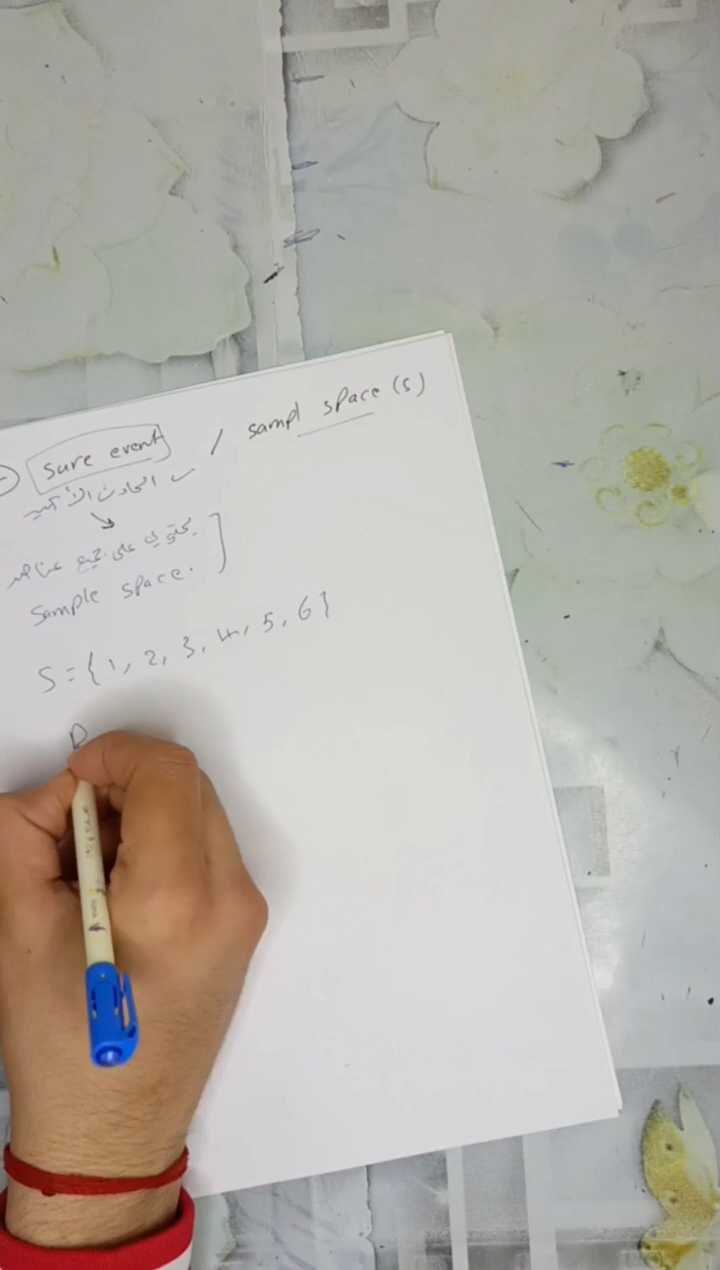 sure event / sampl space (s)
الحادث الأكيد
يحتوي على جميع عناصر
sample space.
S={1, 2, 3, 4, 5, 6}